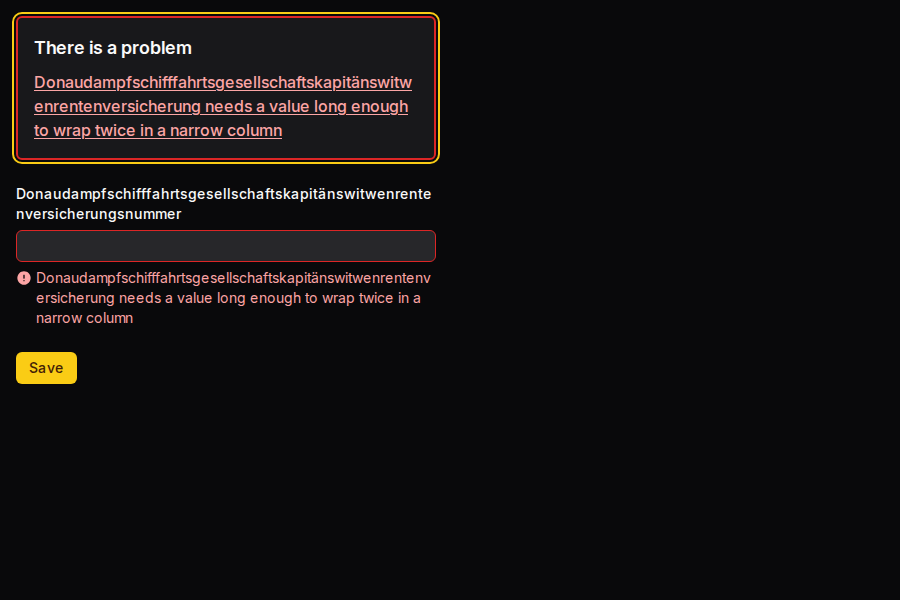 There is a problem
Donaudampfschifffahrtsgesellschaftskapitänswitw
enrentenversicherung needs a value long enough
to wrap twice in a narrow column
Donaudampfschifffahrtsgesellschaftskapitänswitwenrente
nversicherungsnummer
Donaudampfschifffahrtsgesellschaftskapitänswitwenrentenv
ersicherung needs a value long enough to wrap twice in a
narrow column
Save